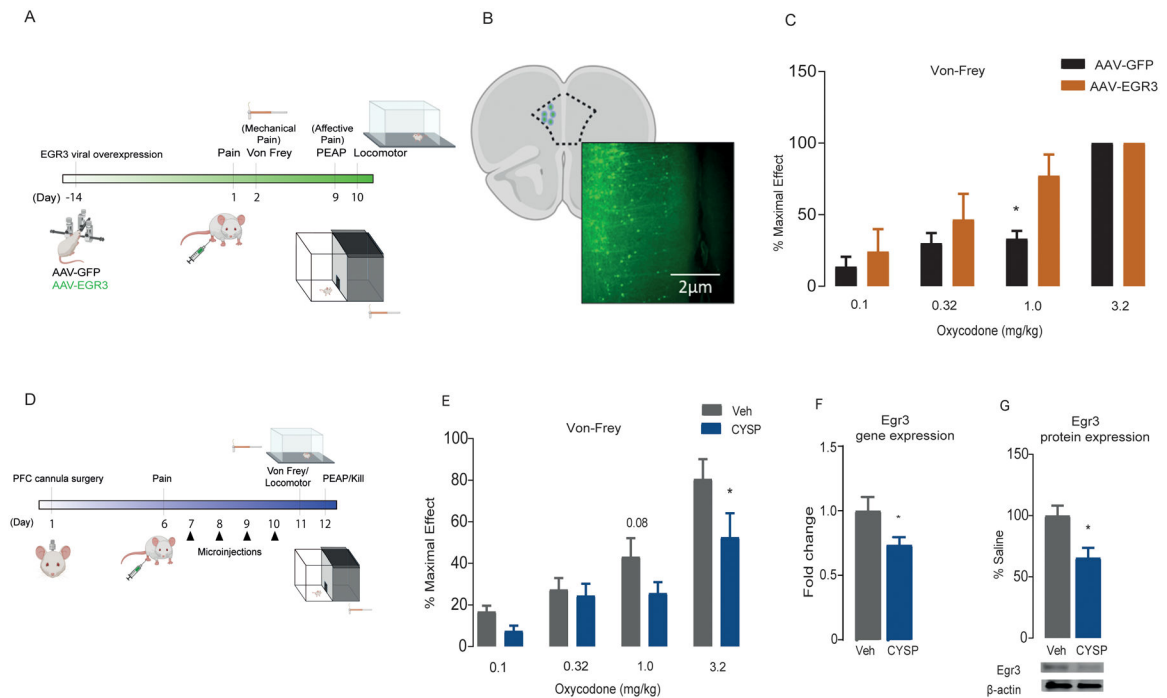 A
EGR3 viral overexpression
Pain
(Mechanical
Pain)
Von Frey
(Affective
Pain)
PEAP
Locomotor
(Day)
-14
1
2
9
10
AAV-GFP
AAV-EGR3
B
2μm
C
Von-Frey
AAV-GFP
AAV-EGR3
% Maximal Effect
150
100
50
0
*
0.1
0.32
1.0
3.2
Oxycodone (mg/kg)
D
PFC cannula surgery
Pain
Von Frey/
Locomotor
PEAP/Kill
(Day)
1
6
7
8
9
10
11
12
Microinjections
E
Von-Frey
Veh
CYSP
% Maximal Effect
100
80
60
40
20
0
0.08
*
0.1
0.32
1.0
3.2
Oxycodone (mg/kg)
F
Egr3
gene expression
Fold change
1.5
1.0
0.5
0
*
Veh
CYSP
G
Egr3
protein expression
% Saline
150
100
50
0
*
Veh
CYSP
Egr3
β-actin